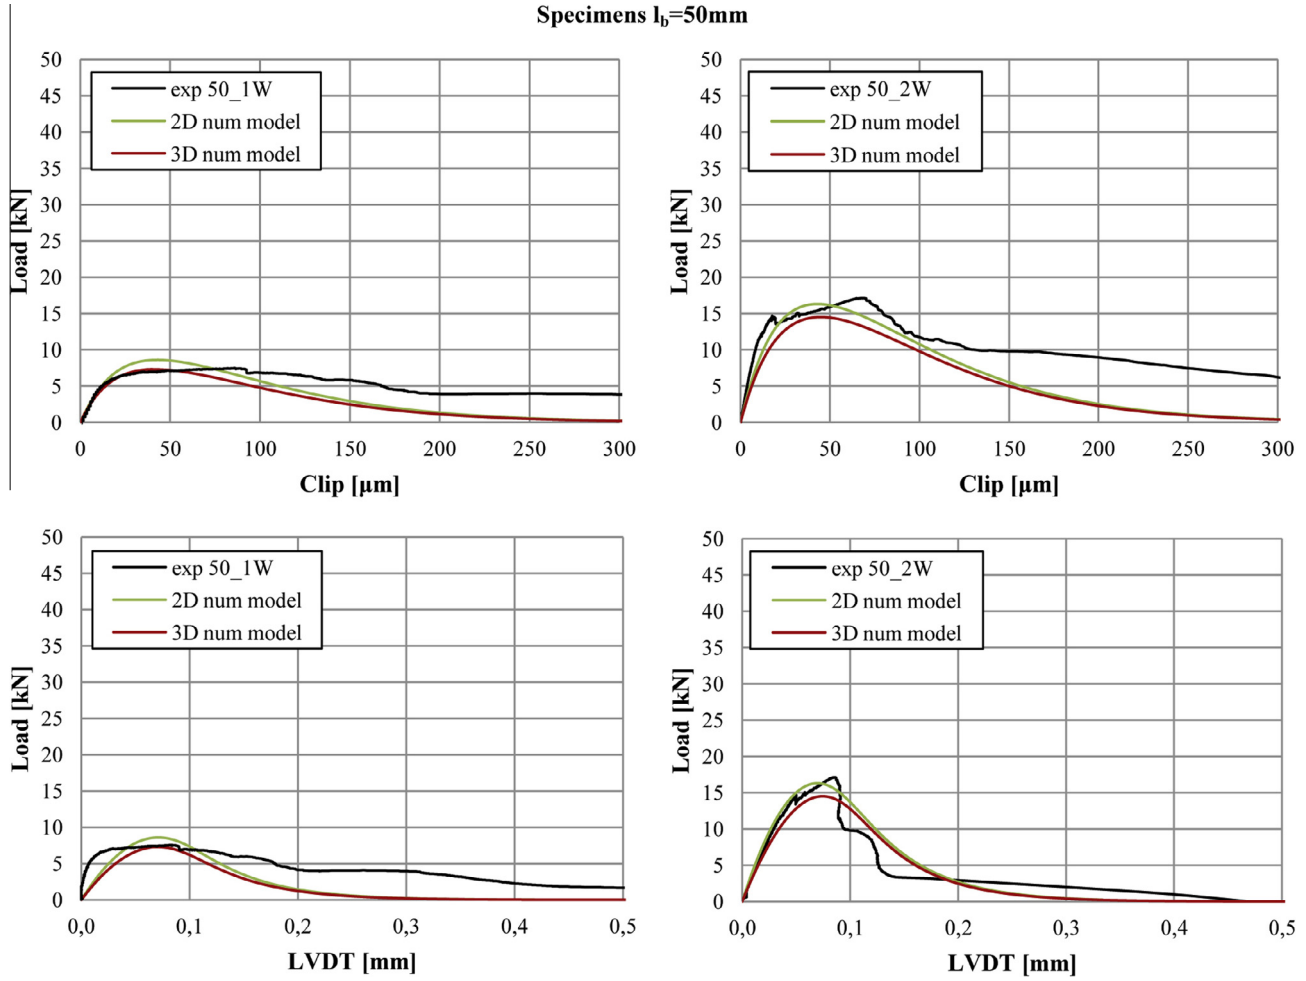 Specimens lb=50mm
50
45
40
35
30
25
20
15
10
5
0
Load [kN]
exp 50_1W
2D num model
3D num model
0 50 100 150 200 250 300
Clip [µm]
50
45
40
35
30
25
20
15
10
5
0
Load [kN]
exp 50_2W
2D num model
3D num model
0 50 100 150 200 250 300
Clip [µm]
50
45
40
35
30
25
20
15
10
5
0
Load [kN]
exp 50_1W
2D num model
3D num model
0,0 0,1 0,2 0,3 0,4 0,5
LVDT [mm]
50
45
40
35
30
25
20
15
10
5
0
Load [kN]
exp 50_2W
2D num model
3D num model
0,0 0,1 0,2 0,3 0,4 0,5
LVDT [mm]